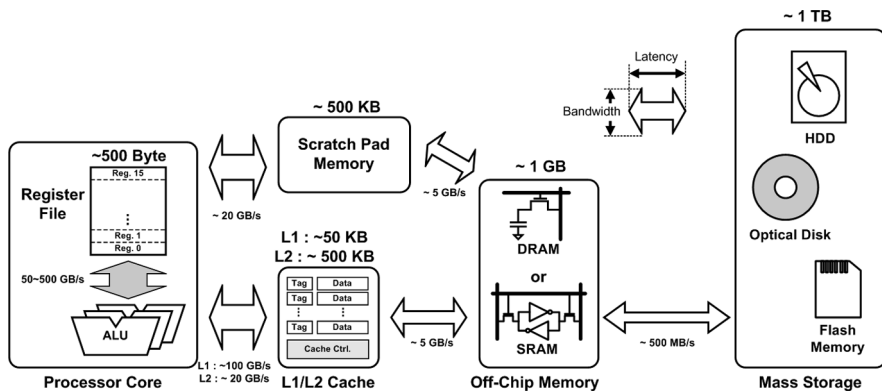 ~ 1 TB
Latency
Bandwidth
HDD
Optical Disk
Flash
Memory
Mass Storage
~ 500 KB
Scratch Pad
Memory
~500 Byte
Register
File
Reg. 15
Reg. 1
Reg. 0
50~500 GB/s
ALU
Processor Core
~ 20 GB/s
~ 5 GB/s
L1 : ~50 KB
L2 : ~ 500 KB
Tag Data
Tag Data
Tag Data
Cache Ctrl.
L1 : ~100 GB/s
L2 : ~ 20 GB/s
L1/L2 Cache
~ 5 GB/s
~ 1 GB
DRAM
or
SRAM
Off-Chip Memory
~ 500 MB/s